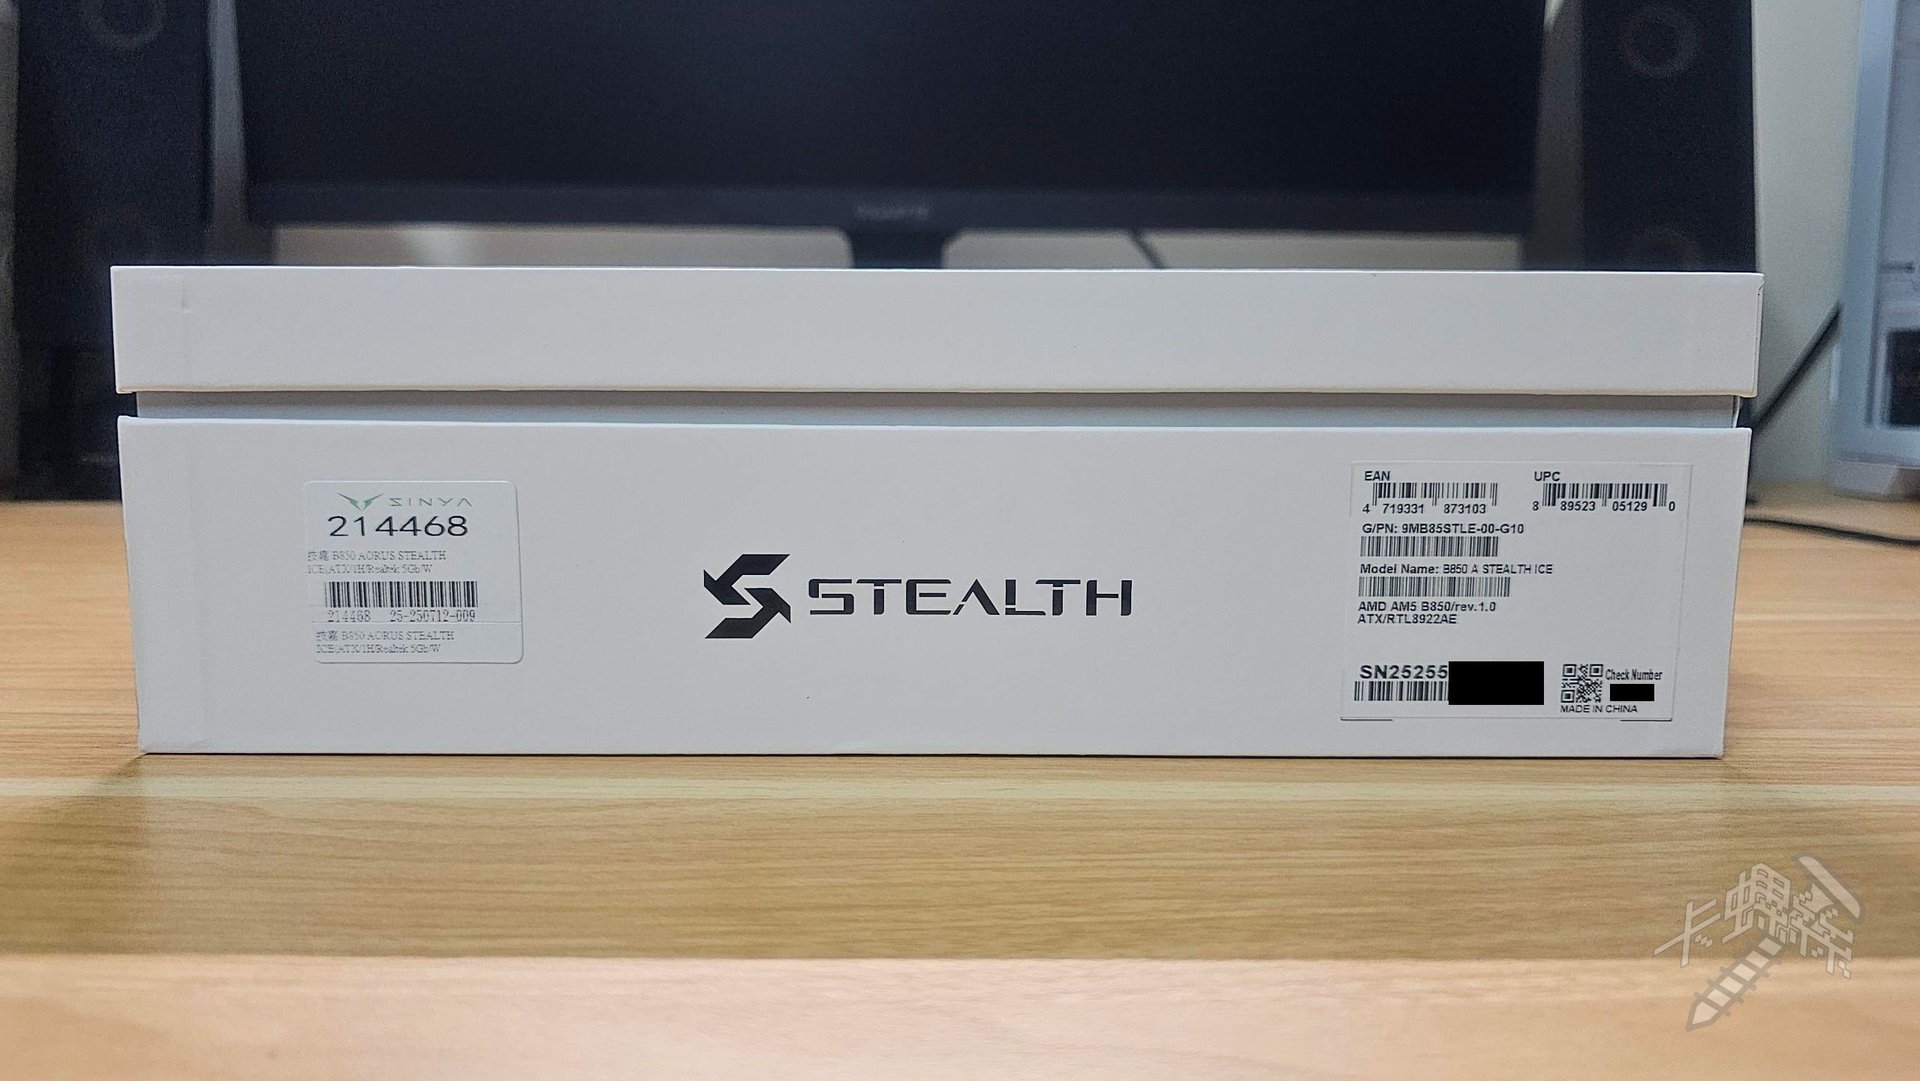 SINYA
214468
技嘉 B850 AORUS STEALTH
ICE(ATX/1H/Realtek 5Gb/W
214468 25-250712-009
技嘉 B850 AORUS STEALTH
ICE(ATX/1H/Realtek 5Gb/W
STEALTH
EAN UPC
4 719331 873103 8 89523 05129 0
G/PN: 9MB85STLE-00-G10
Model Name: B850 A STEALTH ICE
AMD AM5 B850/rev.1.0
ATX/RTL8922AE
SN25255
Check Number
MADE IN CHINA
卡螺絲